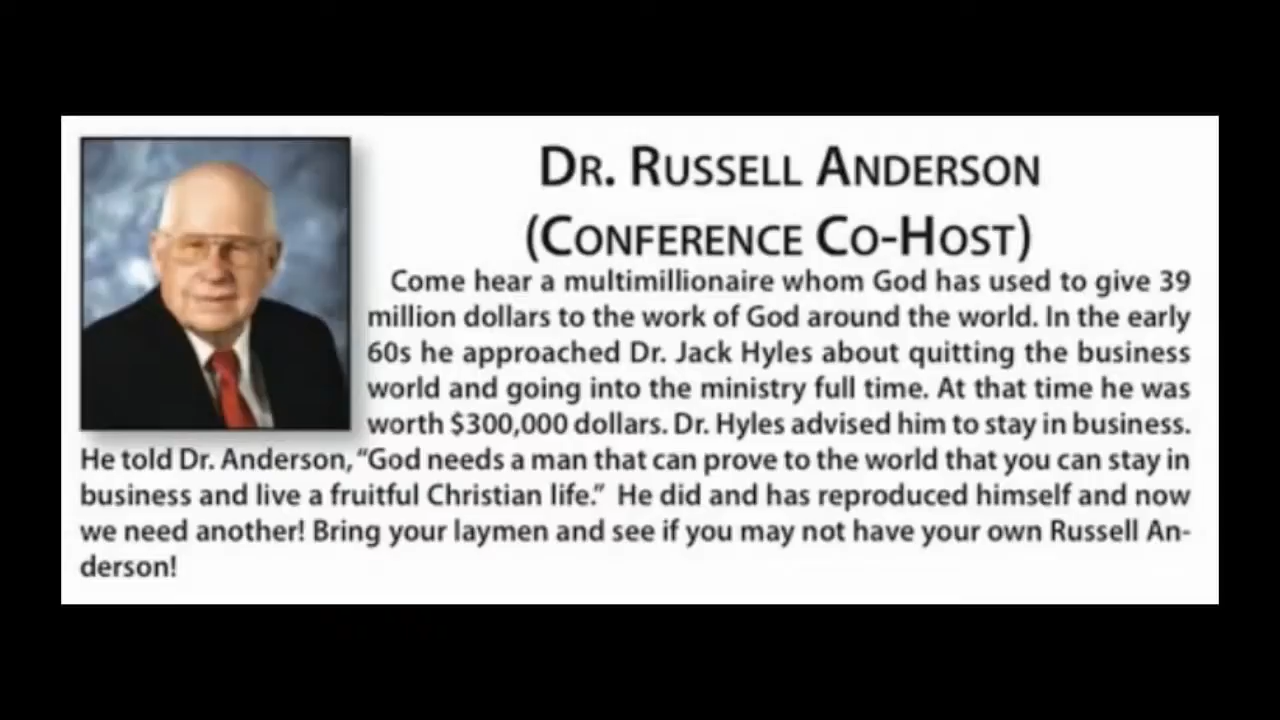 DR. RUSSELL ANDERSON
(CONFERENCE CO-HOST)
Come hear a multimillionaire whom God has used to give 39
million dollars to the work of God around the world. In the early
60s he approached Dr. Jack Hyles about quitting the business
world and going into the ministry full time. At that time he was
worth $300,000 dollars. Dr. Hyles advised him to stay in business.
He told Dr. Anderson, “God needs a man that can prove to the world that you can stay in
business and live a fruitful Christian life.” He did and has reproduced himself and now
we need another! Bring your laymen and see if you may not have your own Russell An-
derson!